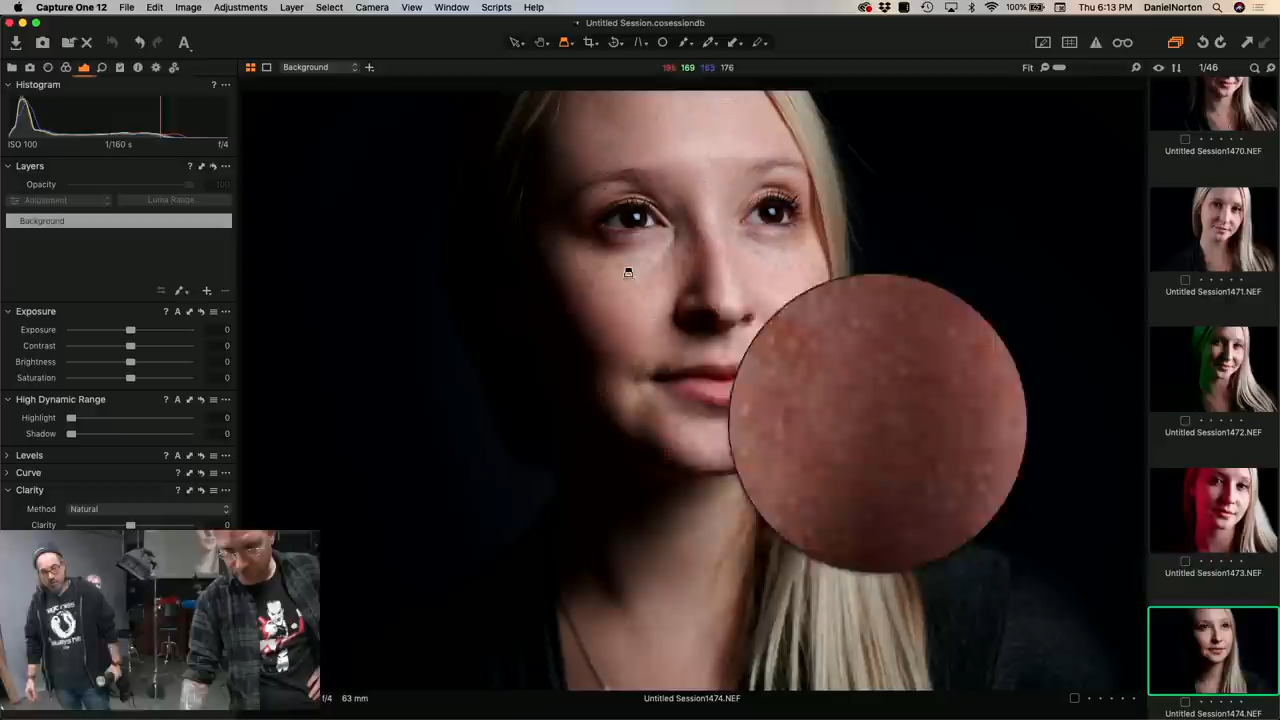 Capture One 12 File Edit Image Adjustments Layer Select Camera View Window Scripts Help 100% Thu 6:13 PM DanielNorton
Untitled Session.cosessiondb
Background 195 169 163 176 Fit 1/46
Histogram ?
ISO 100 1/160 s f/4
Layers ?
Opacity 100
Adjustment Luma Range...
Background
Exposure A ?
Exposure 0
Contrast 0
Brightness 0
Saturation 0
High Dynamic Range ? A
Highlight 0
Shadow 0
Levels ? A
Curve ?
Clarity ?
Method Natural
Clarity 0
f/4 63 mm
Untitled Session1474.NEF
Untitled Session1470.NEF
Untitled Session1471.NEF
Untitled Session1472.NEF
Untitled Session1473.NEF
Untitled Session1474.NEF